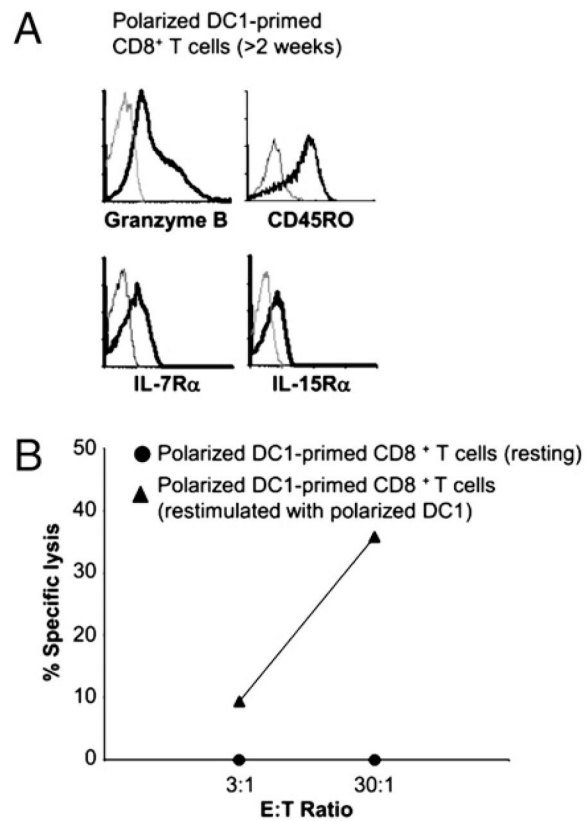 A
Polarized DC1-primed
CD8⁺ T cells (>2 weeks)
Granzyme B
CD45RO
IL-7Rα
IL-15Rα
B
50
40
30
20
10
0
% Specific lysis
Polarized DC1-primed CD8 ⁺ T cells (resting)
Polarized DC1-primed CD8 ⁺ T cells
(restimulated with polarized DC1)
3:1
30:1
E:T Ratio